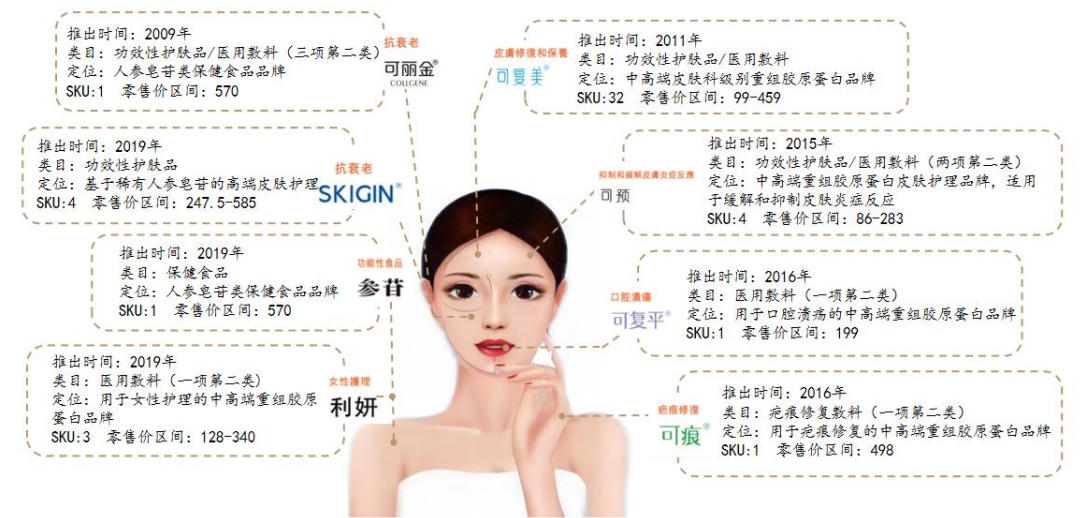 推出时间：2009年
类目：功效性护肤品/医用敷料（三项第二类）
定位：人参皂苷类保健食品品牌
SKU:1 零售价区间：570
抗衰老
可丽金®
COLLGENE
推出时间：2019年
类目：功效性护肤品
定位：基于稀有人参皂苷的高端皮肤护理
SKU:4 零售价区间：247.5-585
抗衰老
SKIGIN®
推出时间：2019年
类目：保健食品
定位：人参皂苷类保健食品品牌
SKU:1 零售价区间：570
功能性食品
参苷
推出时间：2019年
类目：医用敷料（一项第二类）
定位：用于女性护理的中高端重组胶原
蛋白品牌
SKU:3 零售价区间：128-340
女性護理
利妍
皮膚修復和保養
可复美®
推出时间：2011年
类目：功效性护肤品/医用敷料
定位：中高端皮肤科级别重组胶原蛋白品牌
SKU:32 零售价区间：99-459
抑制和緩解皮膚炎症反應
可预®
推出时间：2015年
类目：功效性护肤品/医用敷料（两项第二类）
定位：中高端重组胶原蛋白皮肤护理品牌，适用
于缓解和抑制皮肤炎症反应
SKU:4 零售价区间：86-283
口腔潰瘍
可复平®
推出时间：2016年
类目：医用敷料（一项第二类）
定位：用于口腔溃疡的中高端重组胶原蛋白品牌
SKU:1 零售价区间：199
疤痕修復
可痕®
推出时间：2016年
类目：疤痕修复敷料（一项第二类）
定位：用于疤痕修复的中高端重组胶原蛋白品牌
SKU:1 零售价区间：498